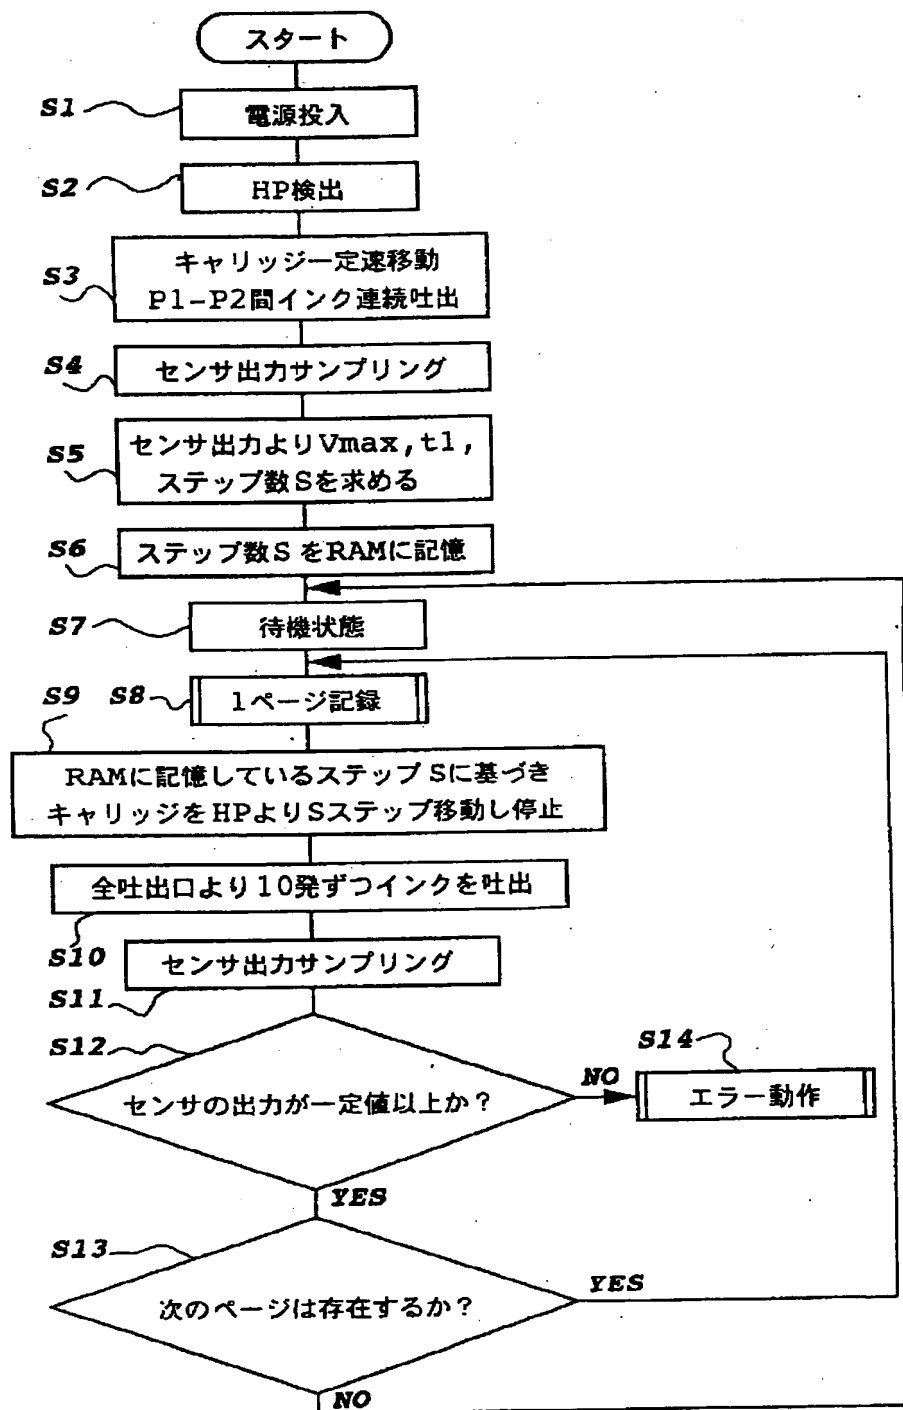 スタート
S1
電源投入
S2
HP検出
S3
キャリッジ一定速移動
P1-P2間インク連続吐出
S4
センサ出力サンプリング
S5
センサ出力よりVmax,t1,
ステップ数Sを求める
S6
ステップ数SをRAMに記憶
S7
待機状態
S9
S8
1ページ記録
RAMに記憶しているステップSに基づき
キャリッジをHPよりSステップ移動し停止
全吐出口より10発ずつインクを吐出
S10
センサ出力サンプリング
S11
S12
センサの出力が一定値以上か?
NO
S14
エラー動作
YES
S13
次のページは存在するか?
YES
NO